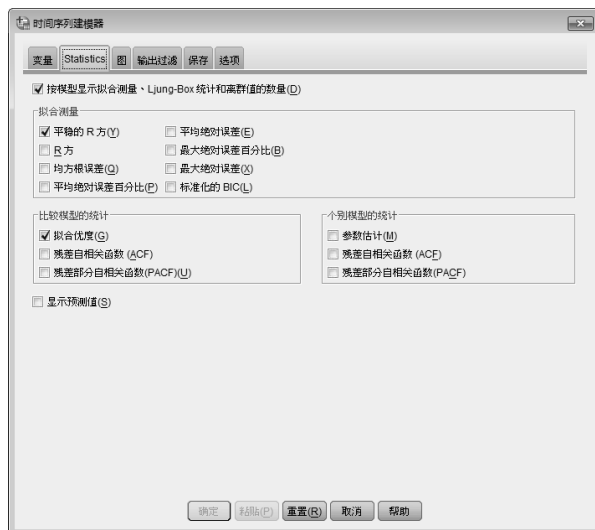 时间序列建模器
变量 Statistics 图 输出过滤 保存 选项
按模型显示拟合测量、Ljung-Box 统计和离群值的数量(D)
拟合测量
平稳的 R 方(Y) 平均绝对误差(E)
R 方 最大绝对误差百分比(B)
均方根误差(Q) 最大绝对误差(X)
平均绝对误差百分比(P) 标准化的 BIC(L)
比较模型的统计 个别模型的统计
拟合优度(G) 参数估计(M)
残差自相关函数 (ACF) 残差自相关函数 (ACF)
残差部分自相关函数(PACF)(U) 残差部分自相关函数(PACF)
显示预测值(S)
确定 粘贴(P) 重置(R) 取消 帮助